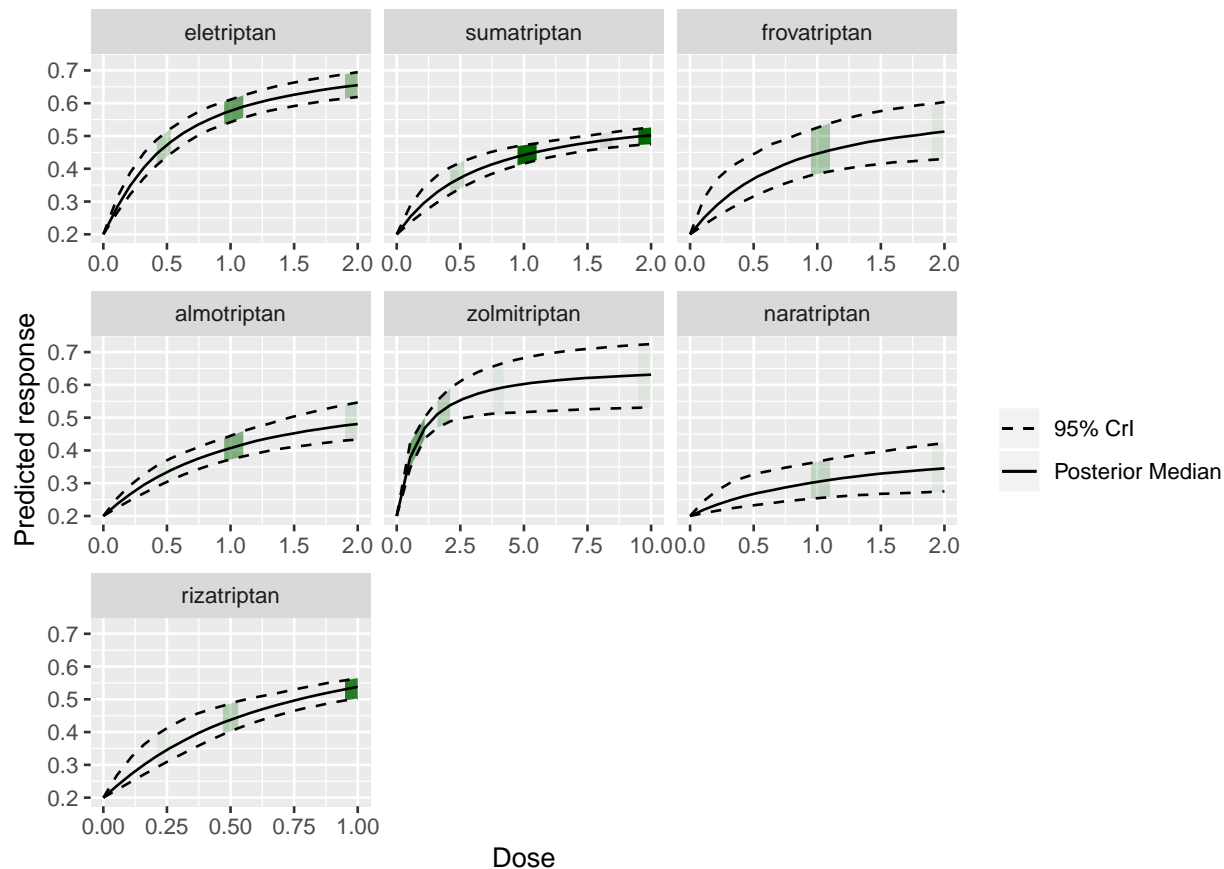 eletriptan sumatriptan frovatriptan
0.7
0.6
0.5
0.4
0.3
0.2
0.0 0.5 1.0 1.5 2.0 0.0 0.5 1.0 1.5 2.0 0.0 0.5 1.0 1.5 2.0
almotriptan zolmitriptan naratriptan
0.7
0.6
0.5
0.4
0.3
0.2
0.0 0.5 1.0 1.5 2.0 0.0 2.5 5.0 7.5 10.0 0.0 0.5 1.0 1.5 2.0
rizatriptan
0.7
0.6
0.5
0.4
0.3
0.2
0.00 0.25 0.50 0.75 1.00
Predicted response
Dose
95% CrI
Posterior Median